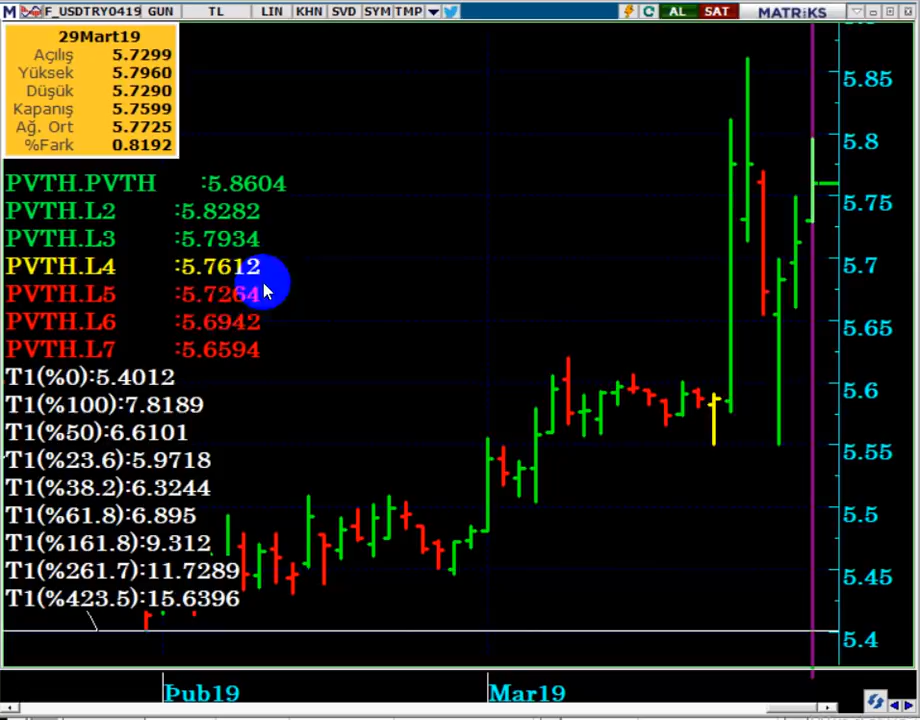 F_USDTRY0419 GUN TL LIN KHN SVD SYM TMP C AL SAT MATRiKS
29Mart19
Açılış 5.7299
Yüksek 5.7960
Düşük 5.7290
Kapanış 5.7599
Ağ. Ort 5.7725
%Fark 0.8192
PVTH.PVTH :5.8604
PVTH.L2 :5.8282
PVTH.L3 :5.7934
PVTH.L4 :5.7612
PVTH.L5 :5.7264
PVTH.L6 :5.6942
PVTH.L7 :5.6594
T1(%0):5.4012
T1(%100):7.8189
T1(%50):6.6101
T1(%23.6):5.9718
T1(%38.2):6.3244
T1(%61.8):6.895
T1(%161.8):9.312
T1(%261.7):11.7289
T1(%423.5):15.6396
5.85
5.8
5.75
5.7
5.65
5.6
5.55
5.5
5.45
5.4
Þub19 Mar19